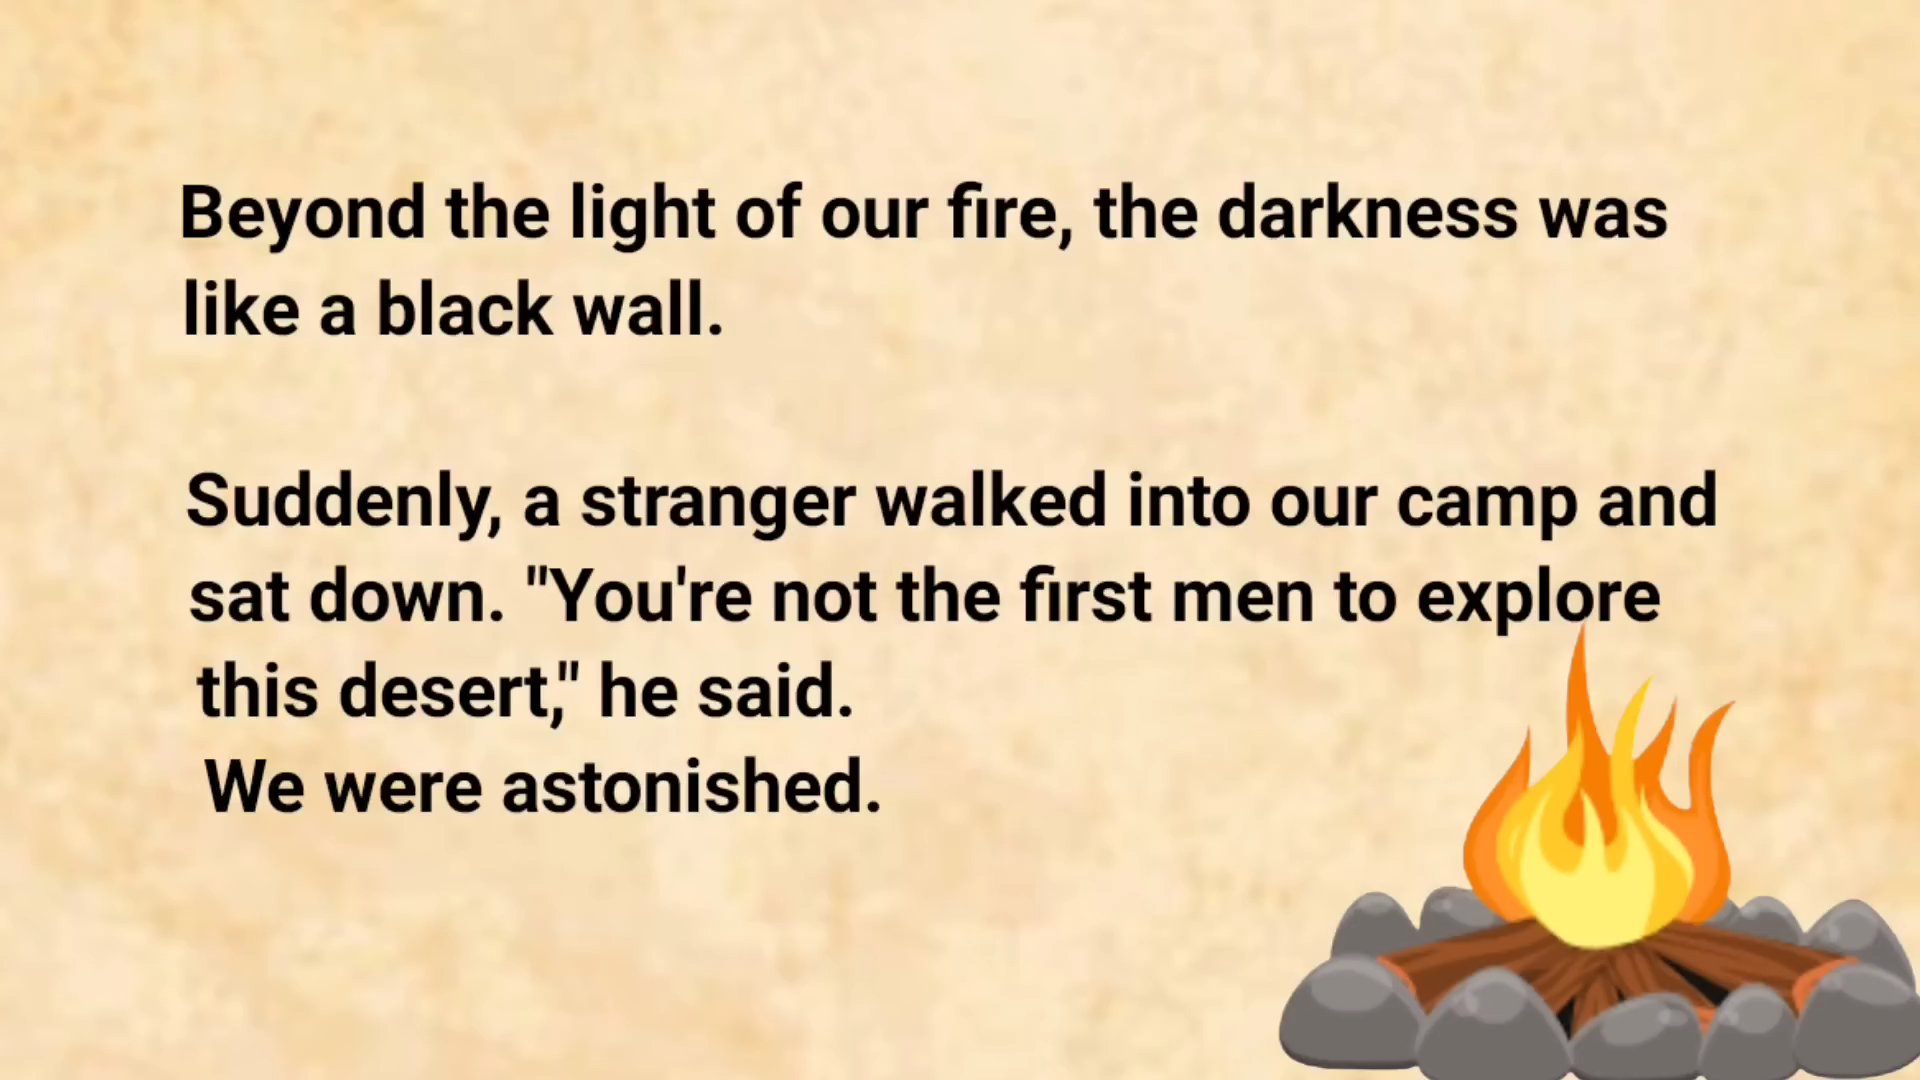 Beyond the light of our fire, the darkness was
like a black wall.
Suddenly, a stranger walked into our camp and
sat down. "You're not the first men to explore
this desert," he said.
We were astonished.